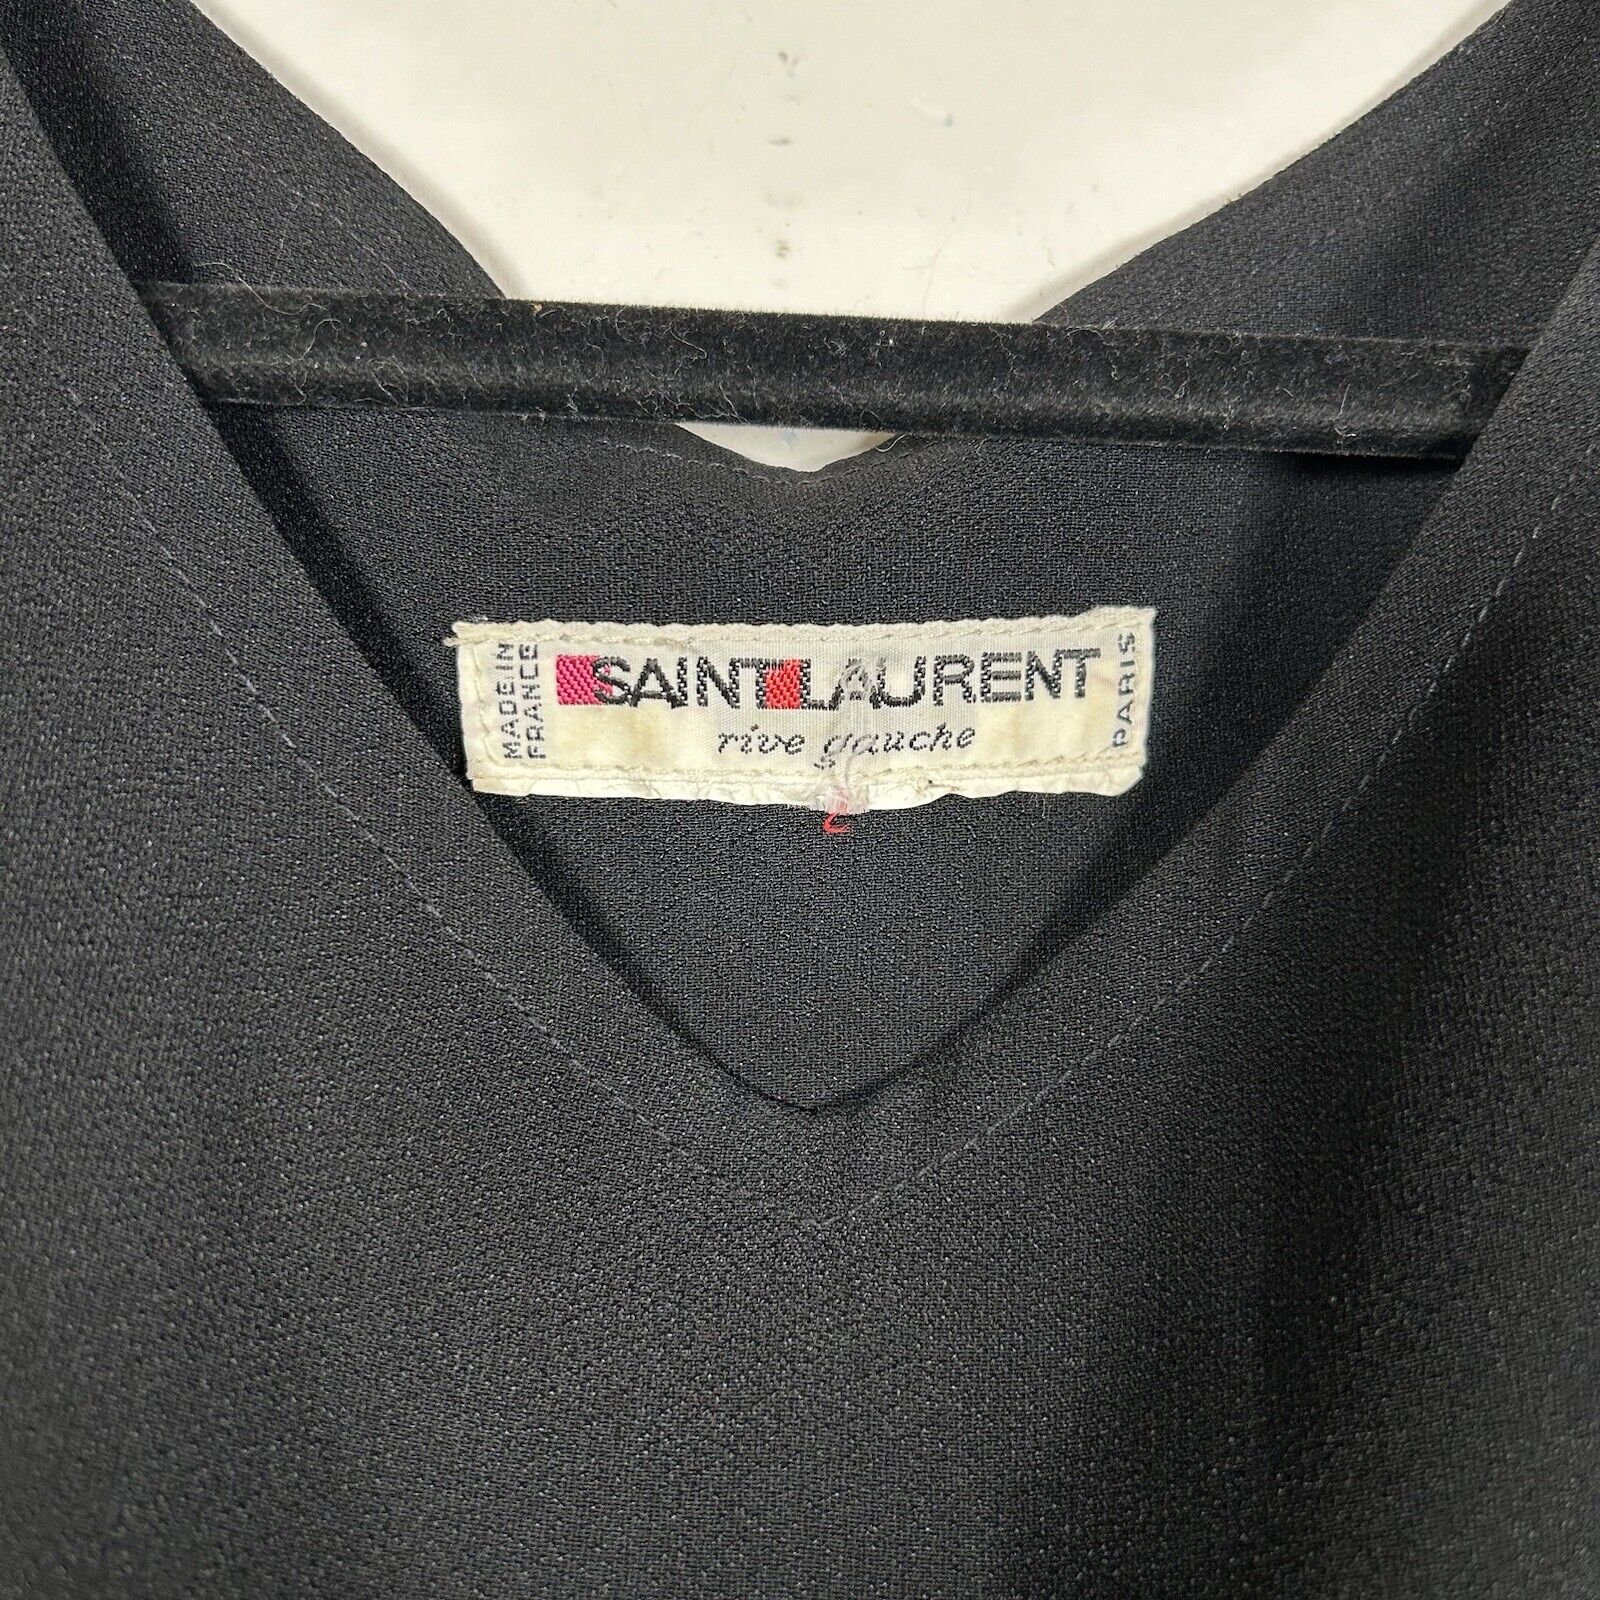 MADE IN
FRANCE
SAINT LAURENT
rive gauche
PARIS